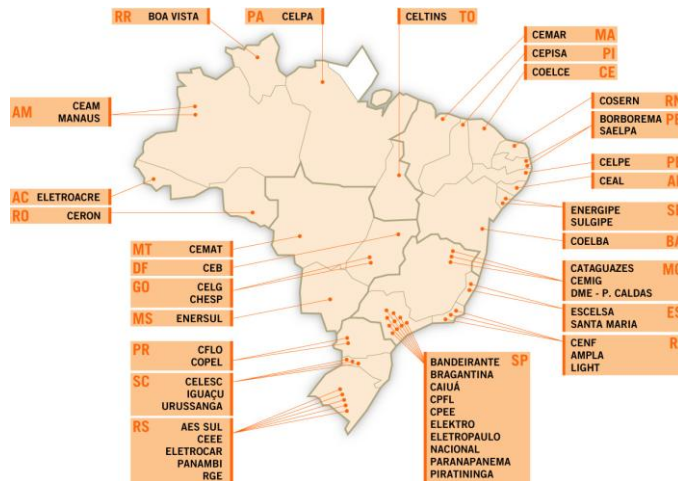 RR BOA VISTA
PA CELPA
CELTINS TO
CEMAR MA
CEPISA PI
COELCE CE
AM CEAM
MANAUS
COSERN RN
BORBOREMA
SAELPA
CELPE
CEAL
AC ELETROACRE
RO CERON
ENERGIPE
SULGIPE
COELBA BA
MT CEMAT
DF CEB
GO CELG
CHESP
MS ENERSUL
CATAGUAZES
CEMIG
DME - P. CALDAS
ESCELSA ES
SANTA MARIA
PR CFLO
COPEL
CENF
AMPLA
LIGHT
SC CELESC
IGUAÇU
URUSSANGA
RS AES SUL
CEEE
ELETROCAR
PANAMBI
RGE
BANDEIRANTE SP
BRAGANTINA
CAIUÁ
CPFL
CPEE
ELEKTRO
ELETROPAULO
NACIONAL
PARANAPANEMA
PIRATININGA